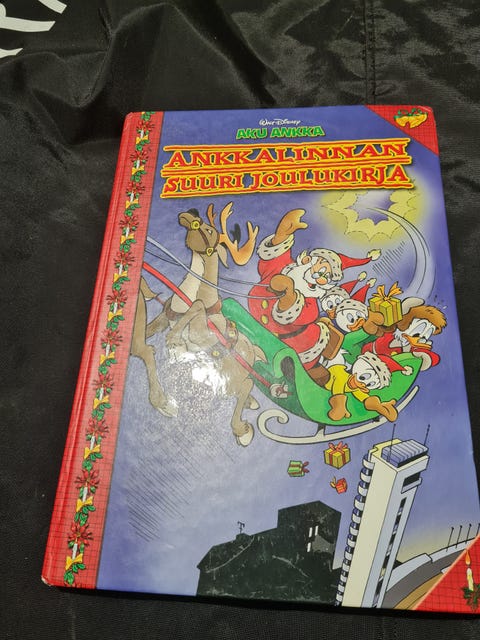 Walt Disney
AKU ANKKA
ANKKALINNAN
SUURI JOULUKIRJA